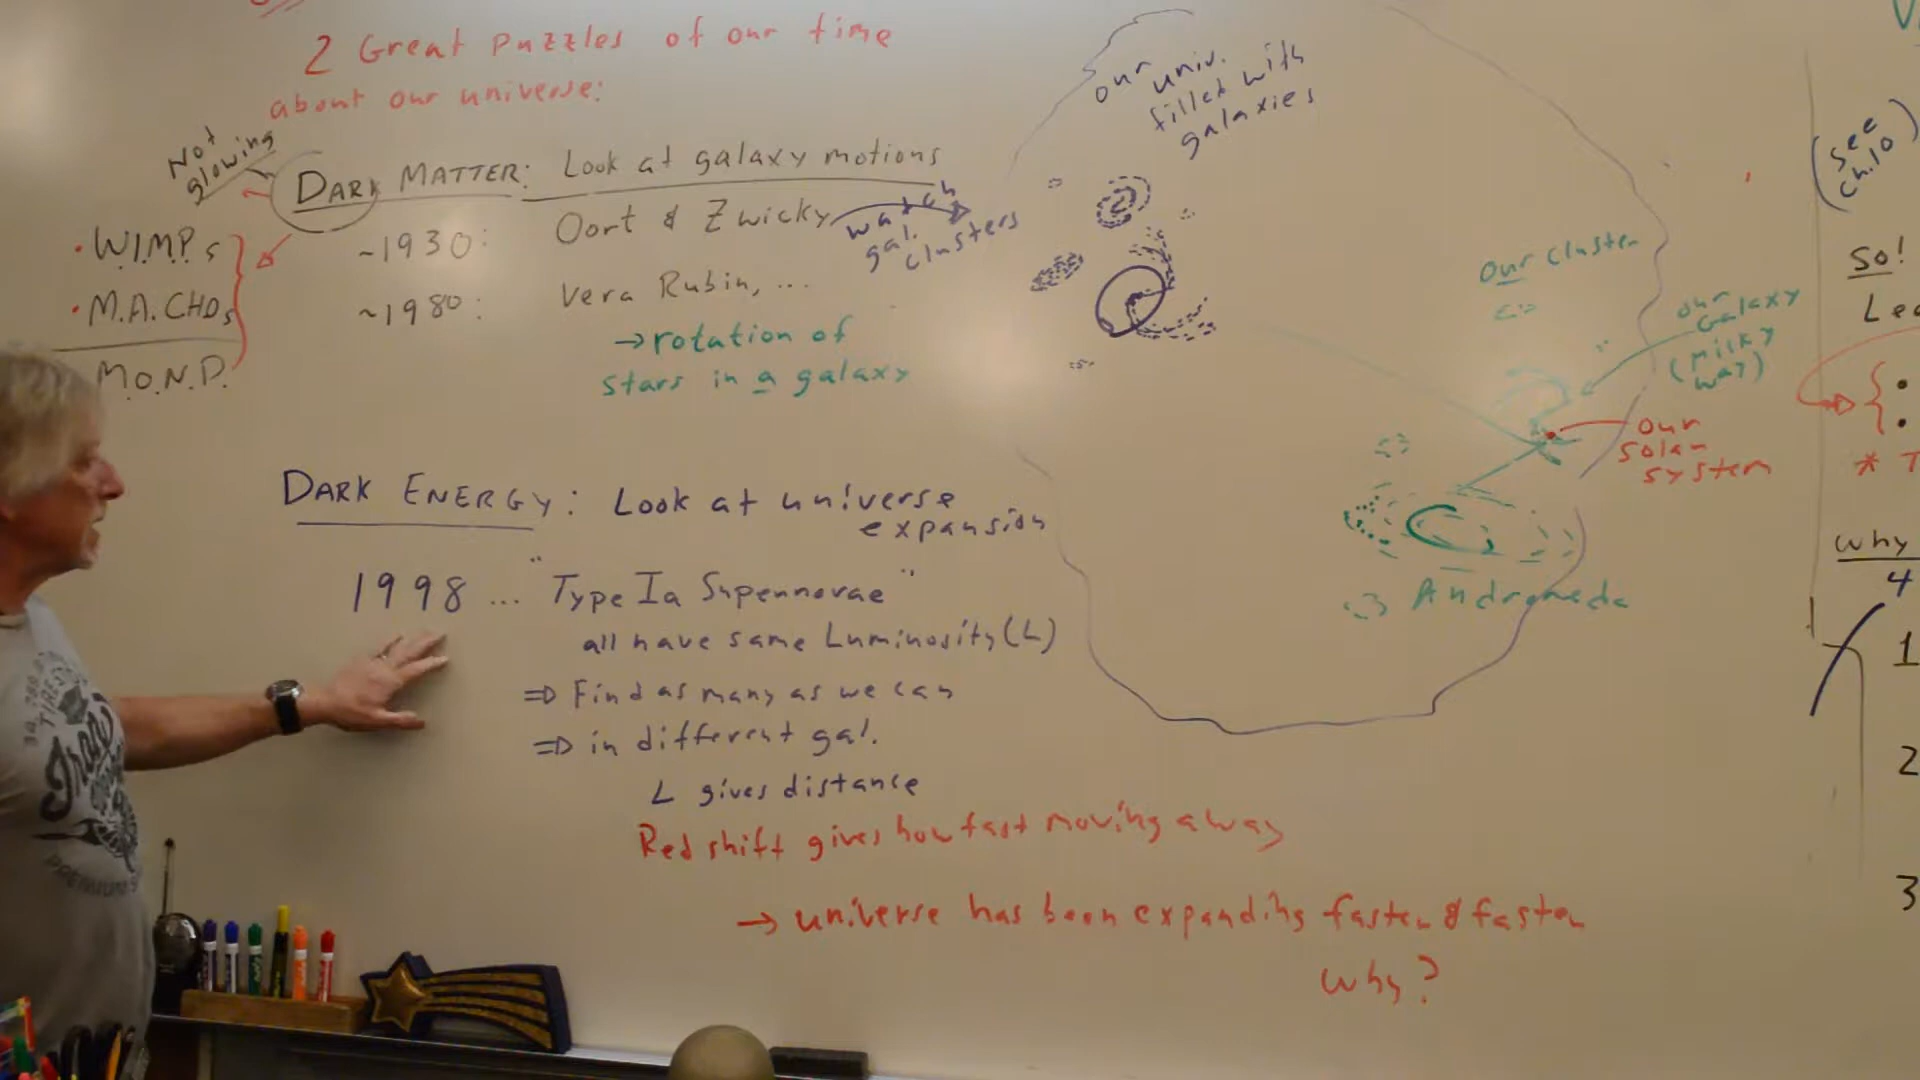 2 Great puzzles of our time
about our universe:
Not
glowing
DARK MATTER: Look at galaxy motions
~1930: Oort & Zwicky
watch
gal.
clusters
~1980: Vera Rubin, ...
→ rotation of
stars in a galaxy
• W.I.M.P.s
• M.A.CHO.s
M.O.N.D.
DARK ENERGY: Look at universe
expansion
1998 ... "Type Ia Supernovae"
all have same Luminosity (L)
⇒ Find as many as we can
⇒ in different gal.
L gives distance
Redshift gives how fast moving away
→ universe has been expanding faster & faster
Why?
our univ.
filled with
galaxies
our cluster
our
Galaxy
(Milky
Way)
our
solar
system
Andromeda
(see
ch.10)
So!
Why
4
1
2
3